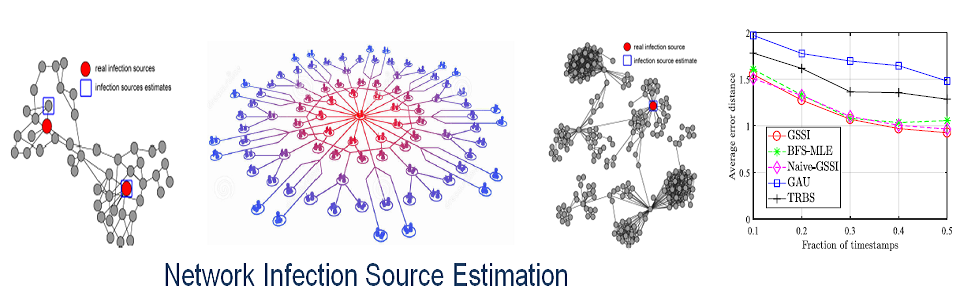 real infection sources
infection sources estimates
real infection source
infection source estimate
2
1.5
1
0.5
0
Average error distance
GSSI
BFS-MLE
Naive-GSSI
GAU
TRBS
0.1 0.2 0.3 0.4 0.5
Fraction of timestamps
Network Infection Source Estimation